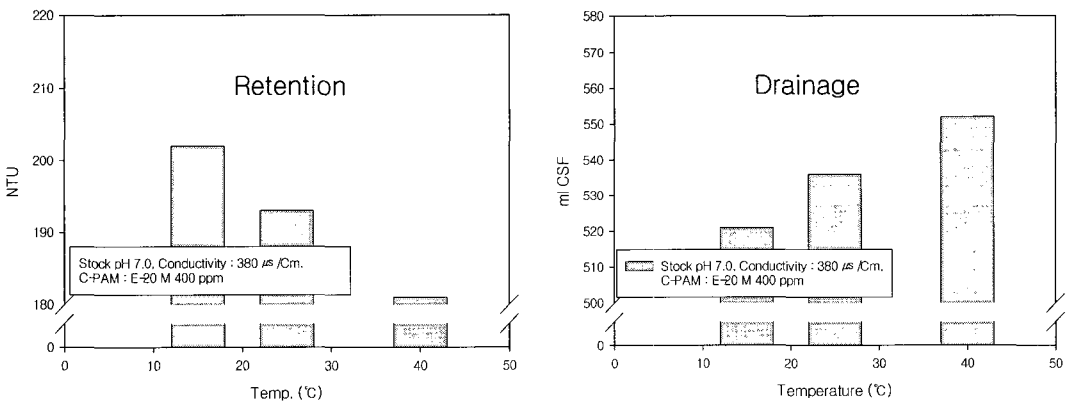 220
210
200
190
180
0
NTU
Retention
Stock pH 7.0, Conductivity : 380 ㎲ /Cm.
C-PAM : E-20 M 400 ppm
0
10
20
30
40
50
Temp. (℃)
580
570
560
550
540
530
520
510
500
0
ml CSF
Drainage
Stock pH 7.0, Conductivity : 380 ㎲ /Cm.
C-PAM : E-20 M 400 ppm
0
10
20
30
40
50
Temperature (℃)